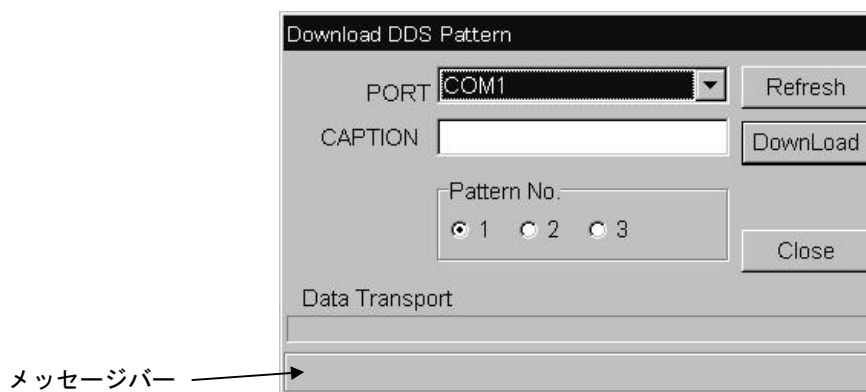 Download DDS Pattern
PORT COM1 Refresh
CAPTION DownLoad
Pattern No.
1 2 3
Close
Data Transport
メッセージバー